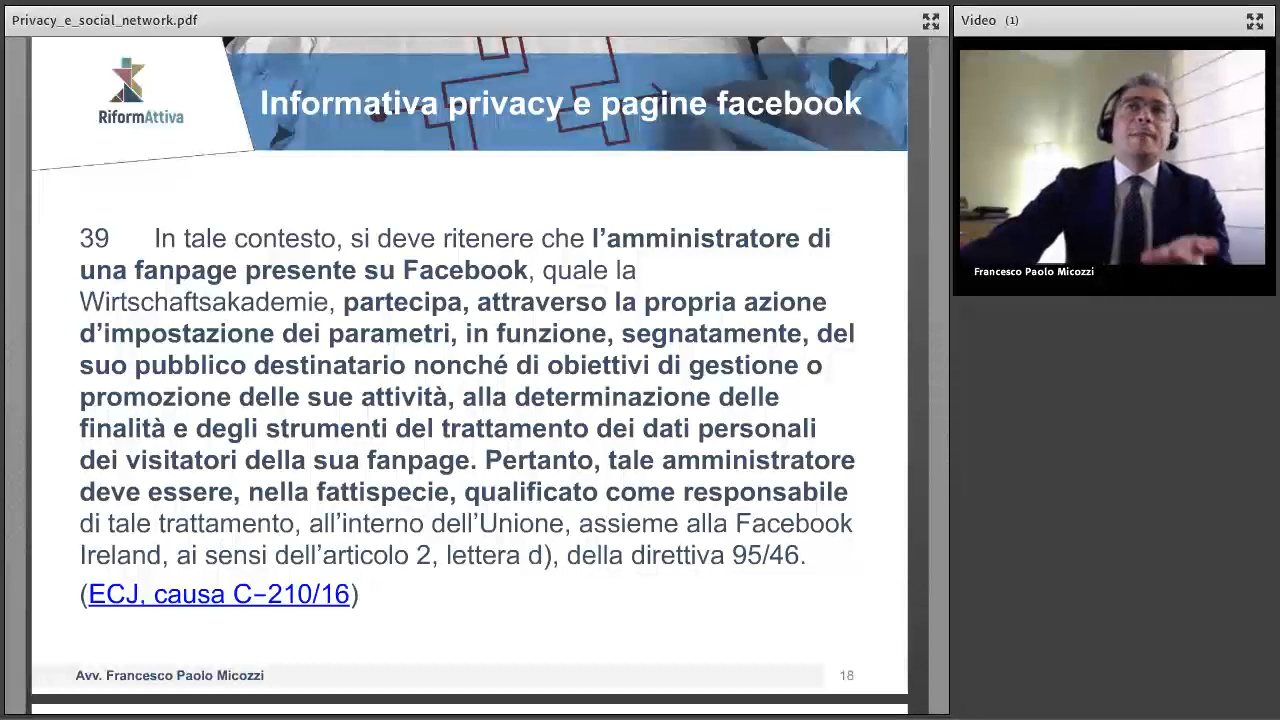 Privacy_e_social_network.pdf
Video (1)
RiformAttiva
Informativa privacy e pagine facebook
39 In tale contesto, si deve ritenere che l’amministratore di
una fanpage presente su Facebook, quale la
Wirtschaftsakademie, partecipa, attraverso la propria azione
d’impostazione dei parametri, in funzione, segnatamente, del
suo pubblico destinatario nonché di obiettivi di gestione o
promozione delle sue attività, alla determinazione delle
finalità e degli strumenti del trattamento dei dati personali
dei visitatori della sua fanpage. Pertanto, tale amministratore
deve essere, nella fattispecie, qualificato come responsabile
di tale trattamento, all’interno dell’Unione, assieme alla Facebook
Ireland, ai sensi dell’articolo 2, lettera d), della direttiva 95/46.
(ECJ, causa C–210/16)
Avv. Francesco Paolo Micozzi
18
Francesco Paolo Micozzi